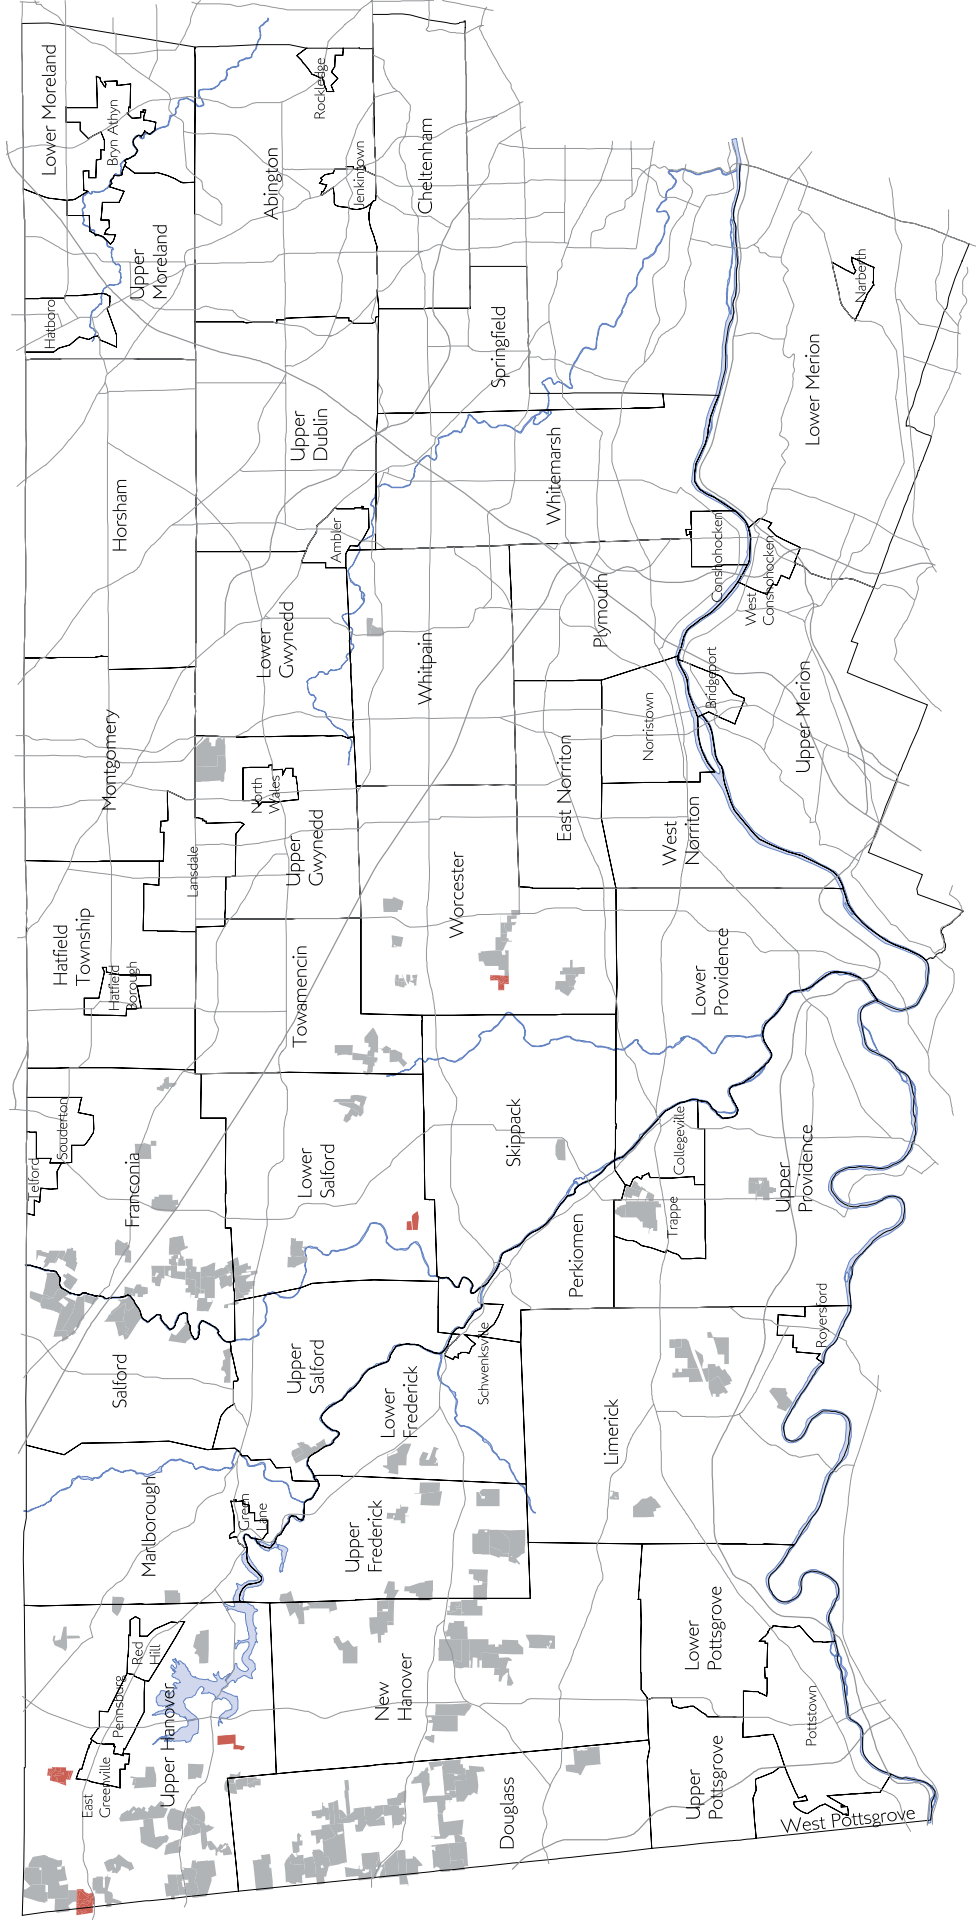 Lower Moreland
Bryn Athyn
Rockledge
Abington
Jenkintown
Cheltenham
Upper
Moreland
Hatboro
Narberth
Springfield
Lower Merion
Upper
Dublin
Horsham
Whitemarsh
Ambler
Conshohocken
West
Conshohocken
Plymouth
Lower
Gwynedd
Whitpain
Bridgeport
Norristown
Upper Merion
Montgomery
East Norriton
North
Wales
West
Norriton
Upper
Gwynedd
Lansdale
Worcester
Hatfield
Township
Hatfield
Borough
Towamencin
Lower
Providence
Souderton
Telford
Franconia
Lower
Salford
Skippack
Collegeville
Trappe
Upper
Providence
Perkiomen
Royersford
Salford
Upper
Salford
Schwenksville
Lower
Frederick
Limerick
Marlborough
Green
Lane
Upper
Frederick
Lower
Pottsgrove
Red
Hill
Pennsburg
Upper Hanover
New
Hanover
Pottstown
East
Greenville
Upper
Pottsgrove
Douglass
West Pottsgrove